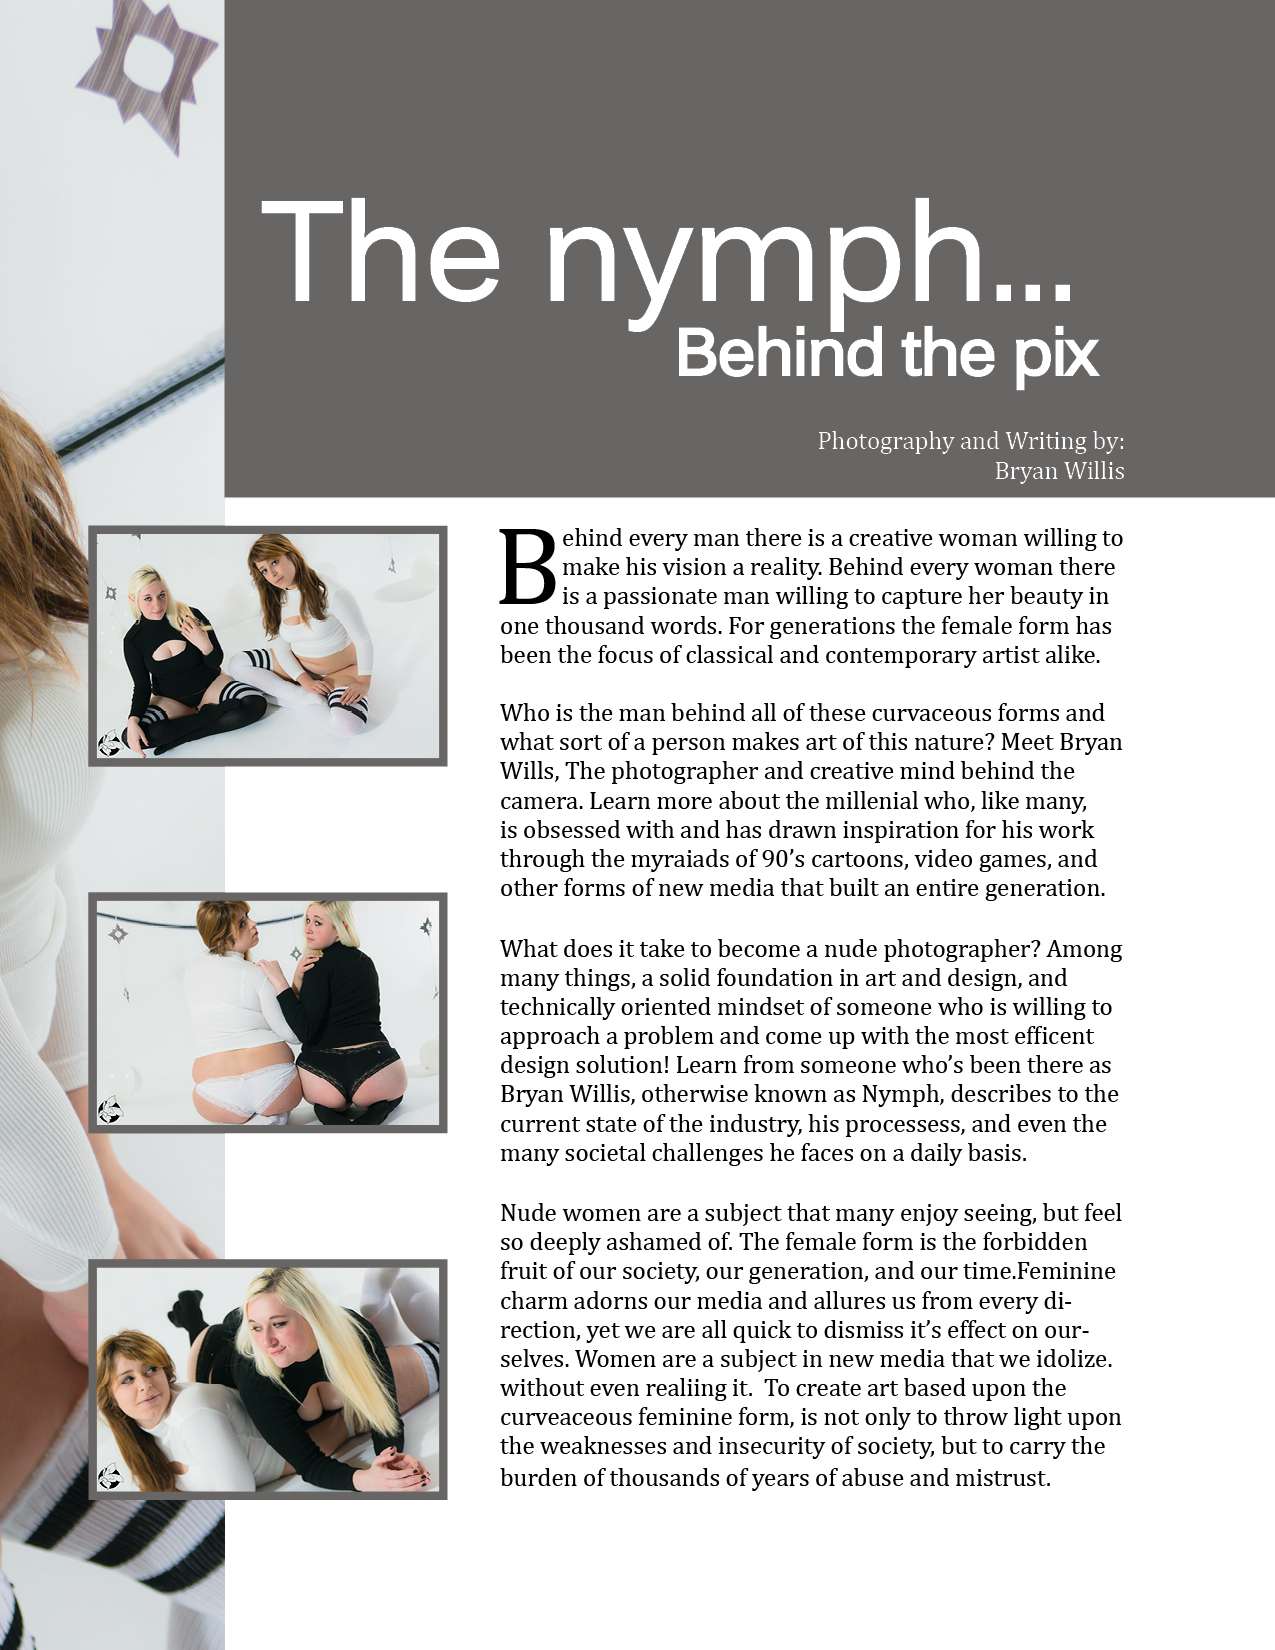 The nymph...
Behind the pix
Photography and Writing by:
Bryan Willis
Behind every man there is a creative woman willing to
make his vision a reality. Behind every woman there
is a passionate man willing to capture her beauty in
one thousand words. For generations the female form has
been the focus of classical and contemporary artist alike.
Who is the man behind all of these curvaceous forms and
what sort of a person makes art of this nature? Meet Bryan
Wills, The photographer and creative mind behind the
camera. Learn more about the millenial who, like many,
is obsessed with and has drawn inspiration for his work
through the myraiads of 90’s cartoons, video games, and
other forms of new media that built an entire generation.
What does it take to become a nude photographer? Among
many things, a solid foundation in art and design, and
technically oriented mindset of someone who is willing to
approach a problem and come up with the most efficent
design solution! Learn from someone who’s been there as
Bryan Willis, otherwise known as Nymph, describes to the
current state of the industry, his processess, and even the
many societal challenges he faces on a daily basis.
Nude women are a subject that many enjoy seeing, but feel
so deeply ashamed of. The female form is the forbidden
fruit of our society, our generation, and our time.Feminine
charm adorns our media and allures us from every di-
rection, yet we are all quick to dismiss it’s effect on our-
selves. Women are a subject in new media that we idolize.
without even realiing it.  To create art based upon the
curveaceous feminine form, is not only to throw light upon
the weaknesses and insecurity of society, but to carry the
burden of thousands of years of abuse and mistrust.